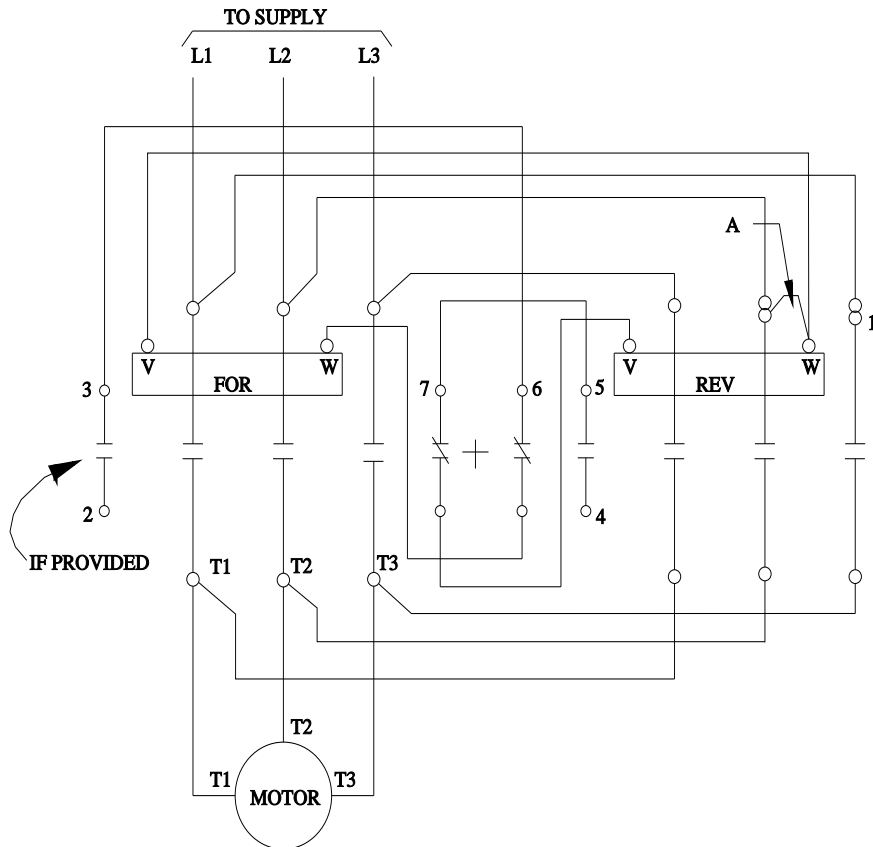 TO SUPPLY
L1 L2 L3
A
1
V W V W
FOR REV
3 7 6 5
2 4
IF PROVIDED
T1 T2 T3
T2
T1 T3
MOTOR